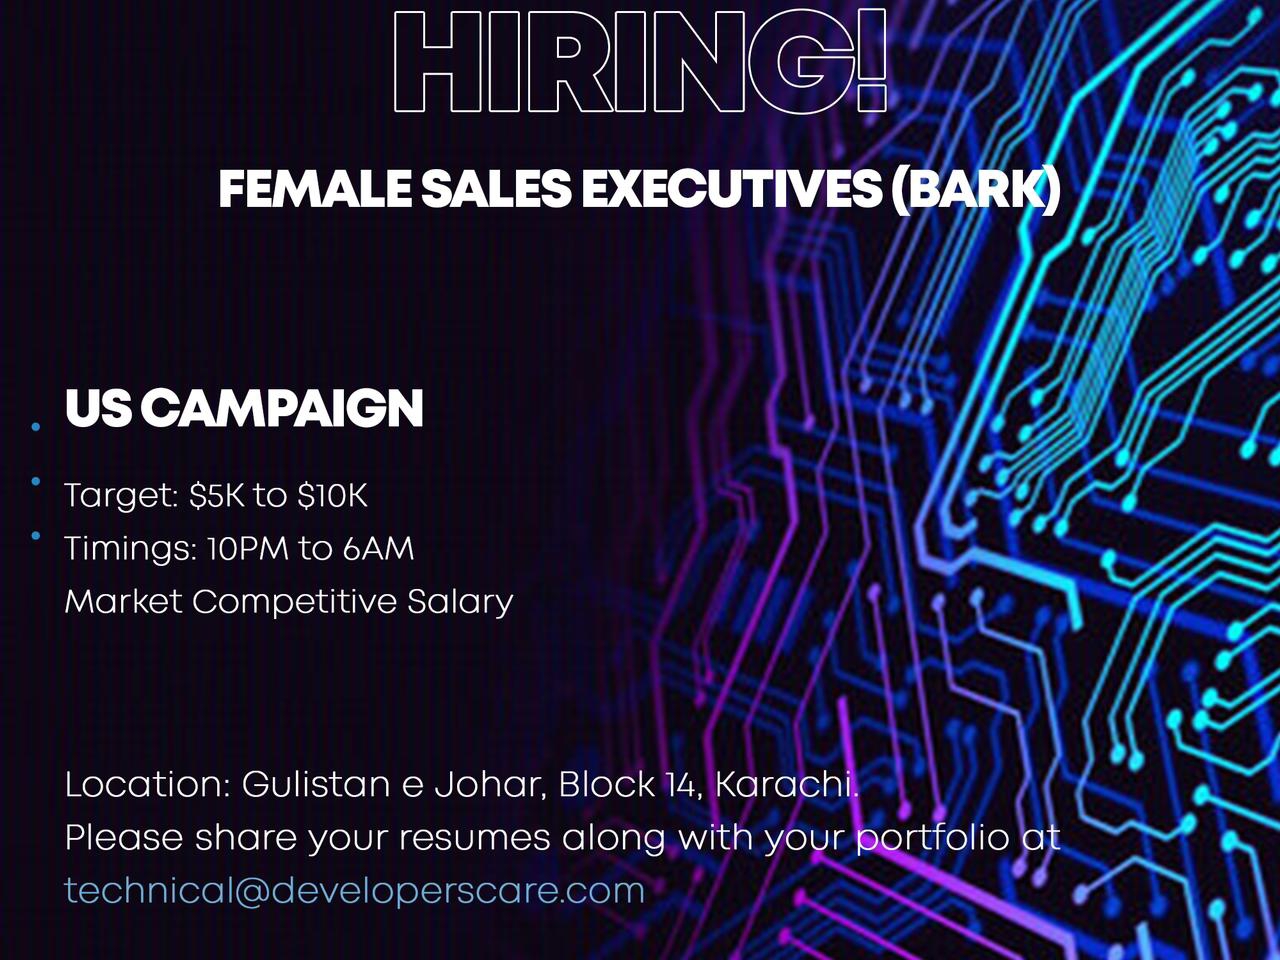 HIRING!
FEMALE SALES EXECUTIVES (BARK)
US CAMPAIGN
Target: $5K to $10K
Timings: 10PM to 6AM
Market Competitive Salary
Location: Gulistan e Johar, Block 14, Karachi.
Please share your resumes along with your portfolio at
technical@developerscare.com